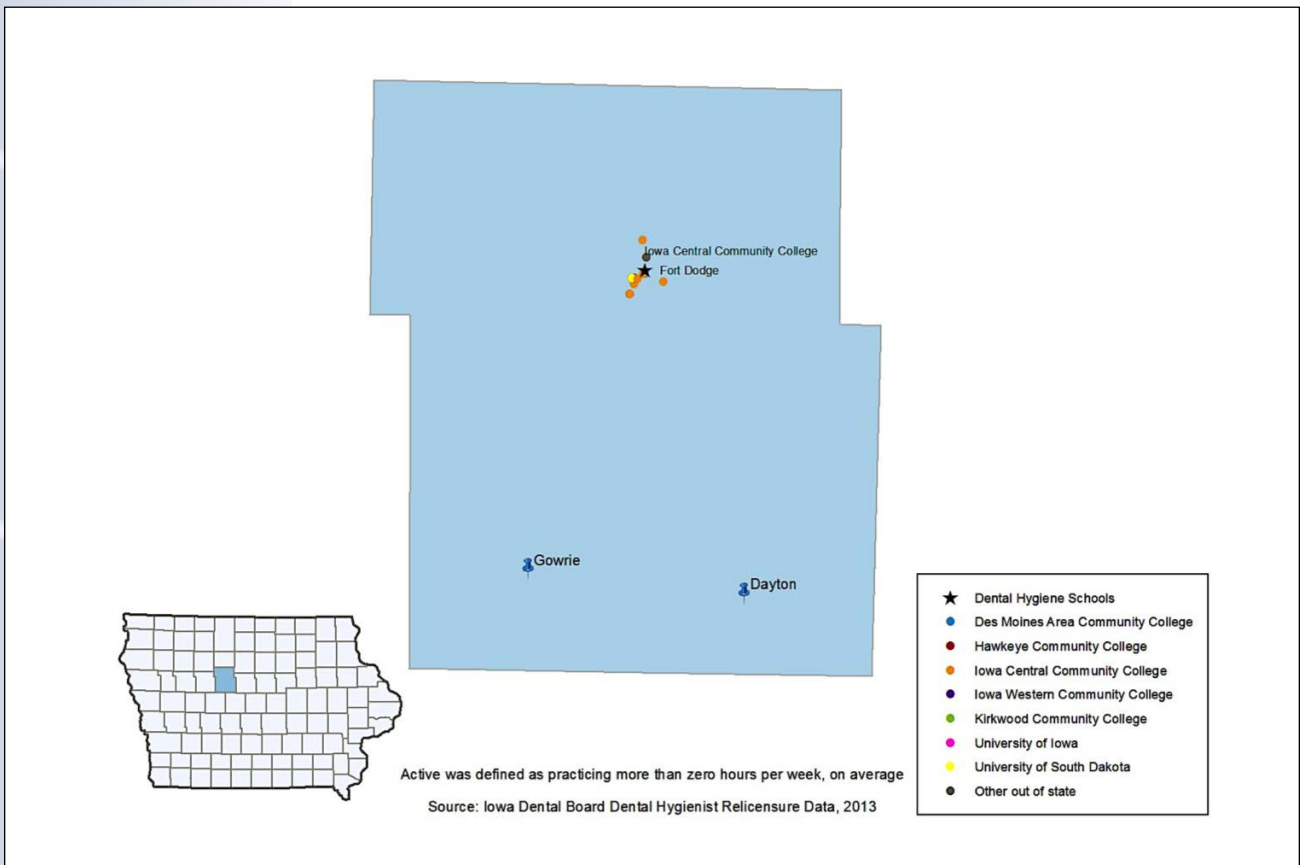 Iowa Central Community College
Fort Dodge
Gowrie
Dayton
Dental Hygiene Schools
Des Moines Area Community College
Hawkeye Community College
Iowa Central Community College
Iowa Western Community College
Kirkwood Community College
University of Iowa
University of South Dakota
Other out of state
Active was defined as practicing more than zero hours per week, on average
Source: Iowa Dental Board Dental Hygienist Relicensure Data, 2013